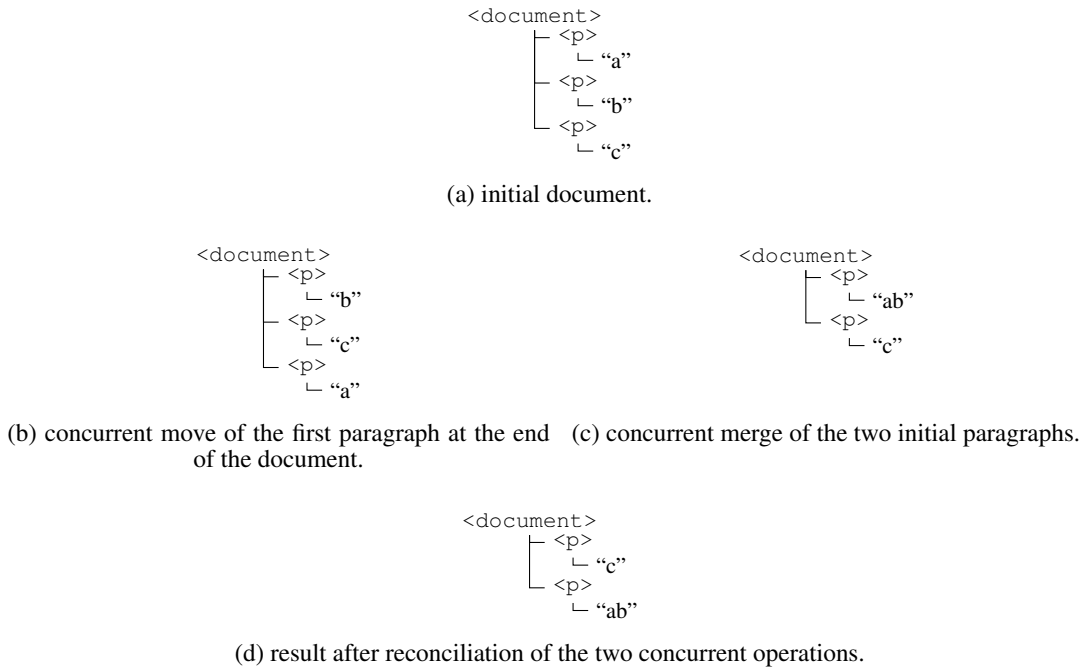 <document>
<p>
“a”
<p>
“b”
<p>
“c”
(a) initial document.
<document>
<p>
“b”
<p>
“c”
<p>
“a”
(b) concurrent move of the first paragraph at the end
of the document.
<document>
<p>
“ab”
<p>
“c”
(c) concurrent merge of the two initial paragraphs.
<document>
<p>
“c”
<p>
“ab”
(d) result after reconciliation of the two concurrent operations.